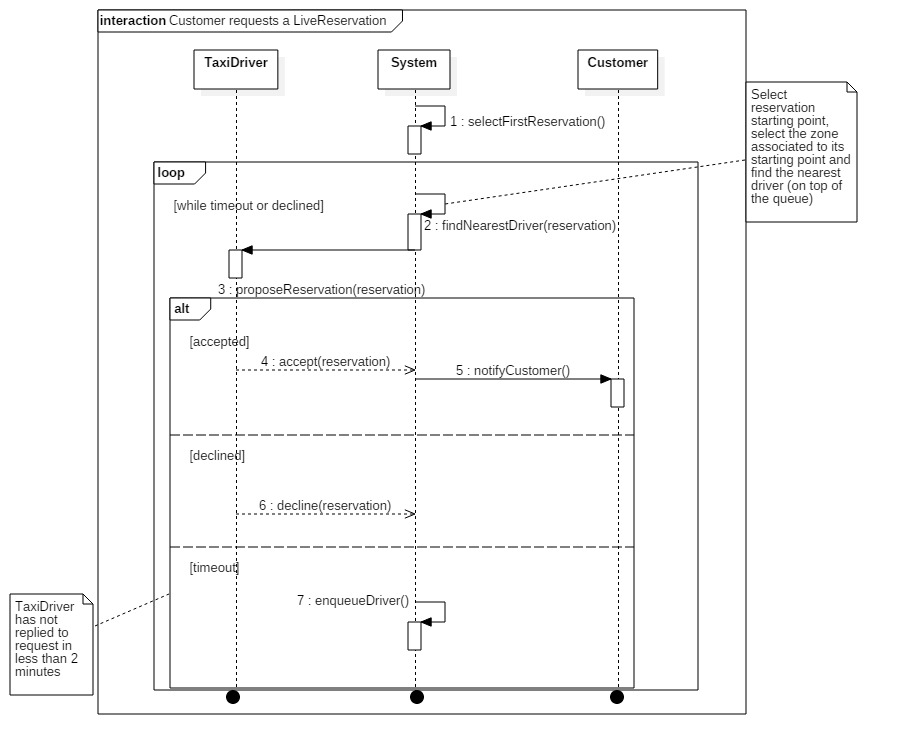 interaction Customer requests a LiveReservation
TaxiDriver
System
Customer
Select
reservation
starting point,
select the zone
associated to its
starting point and
find the nearest
driver (on top of
the queue)
1 : selectFirstReservation()
loop
[while timeout or declined]
2 : findNearestDriver(reservation)
3 : proposeReservation(reservation)
alt
[accepted]
4 : accept(reservation)
5 : notifyCustomer()
[declined]
6 : decline(reservation)
[timeout]
7 : enqueueDriver()
TaxiDriver
has not
replied to
request in
less than 2
minutes